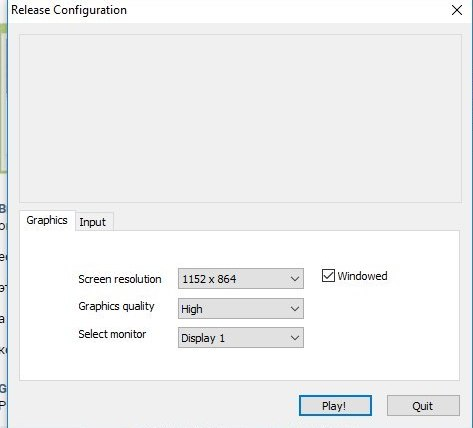 Release Configuration
Graphics
Input
Screen resolution
1152 x 864
Windowed
Graphics quality
High
Select monitor
Display 1
Play!
Quit